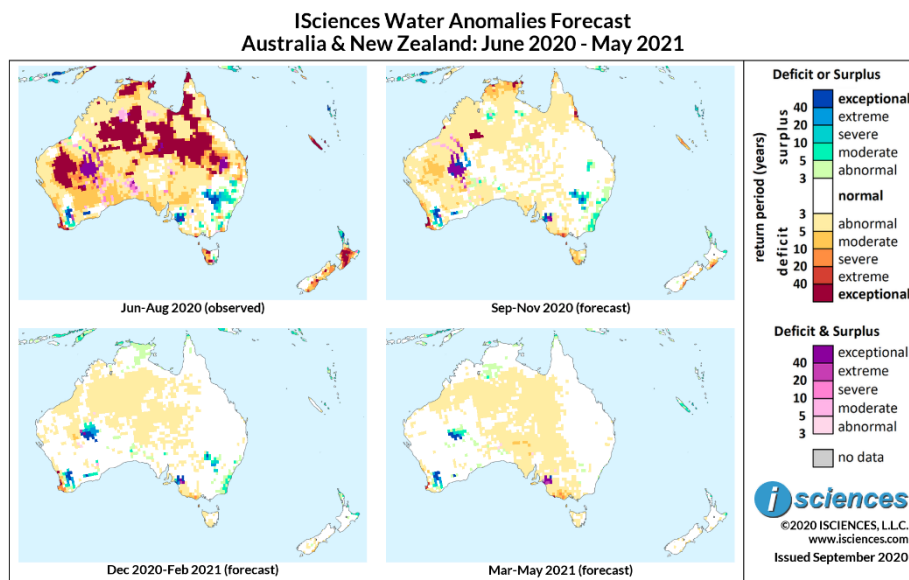 ISciences Water Anomalies Forecast
Australia & New Zealand: June 2020 - May 2021
Jun-Aug 2020 (observed)
Sep-Nov 2020 (forecast)
Dec 2020-Feb 2021 (forecast)
Mar-May 2021 (forecast)
Deficit or Surplus
return period (years)
surplus
deficit
exceptional
40
extreme
20
severe
10
moderate
5
abnormal
3
normal
3
abnormal
5
moderate
10
severe
20
extreme
40
exceptional
Deficit & Surplus
exceptional
40
extreme
20
severe
10
moderate
5
abnormal
3
no data
i sciences
©2020 ISCIENCES, L.L.C.
www.isciences.com
Issued September 2020